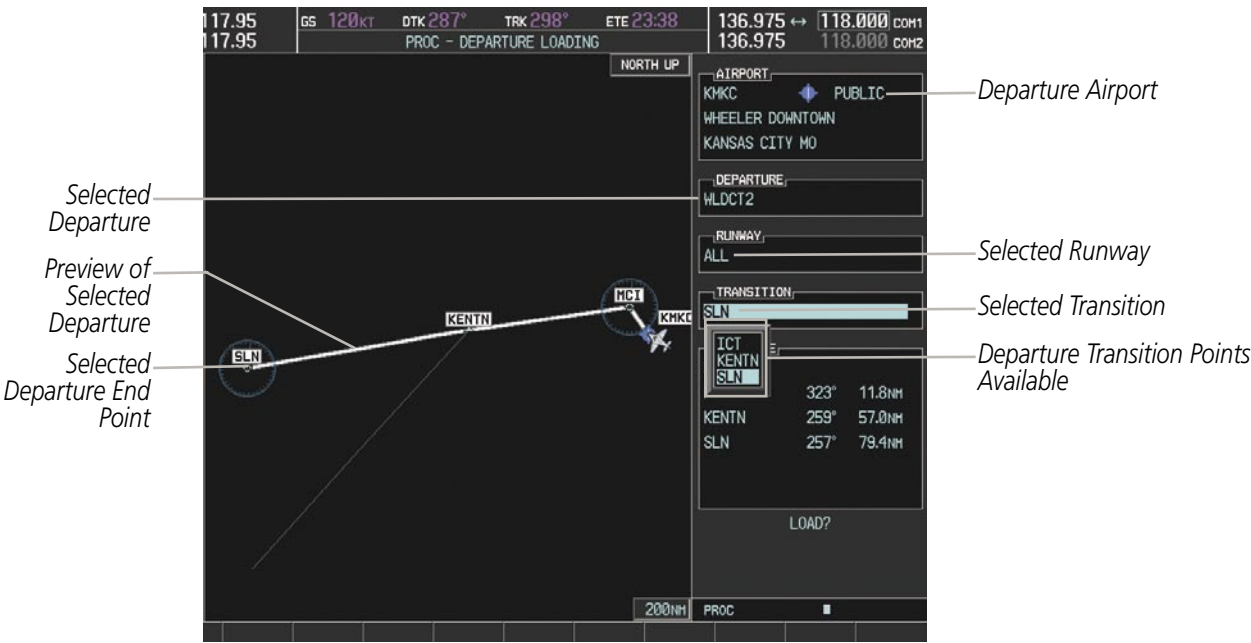 117.95 GS 120KT DTK 287° TRK 298° ETE 23:38 136.975 ↔ 118.000 COM1
117.95 PROC - DEPARTURE LOADING 136.975 118.000 COM2
NORTH UP
AIRPORT
KMKC PUBLIC
WHEELER DOWNTOWN
KANSAS CITY MO
Departure Airport
DEPARTURE
WLDCT2
Selected
Departure
RUNWAY
ALL
Selected Runway
Preview of
Selected
Departure
TRANSITION
SLN
Selected Transition
MCI
KMKC
KENTN
SLN
Selected
Departure End
Point
ICT
KENTN
SLN
Departure Transition Points
Available
323° 11.8NM
KENTN 259° 57.0NM
SLN 257° 79.4NM
LOAD?
200NM
PROC